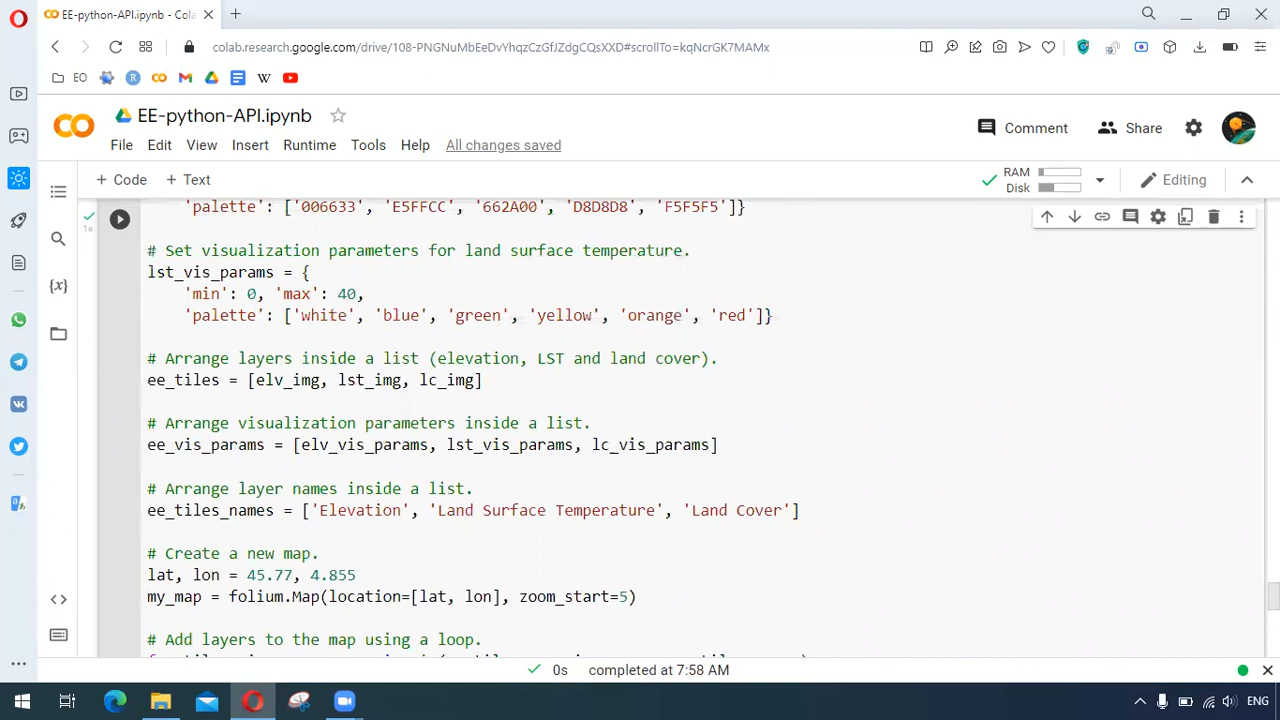 EE-python-API.ipynb - Cola
colab.research.google.com/drive/108-PNGNuMbEeDvYhqzCzGfJZdgCQsXXD#scrollTo=kqNcrGK7MAMx
EO
EE-python-API.ipynb
File Edit View Insert Runtime Tools Help All changes saved
Comment Share
+ Code + Text
RAM
Disk
Editing
1s
'palette': ['006633', 'E5FFCC', '662A00', 'D8D8D8', 'F5F5F5']}
# Set visualization parameters for land surface temperature.
lst_vis_params = {
'min': 0, 'max': 40,
'palette': ['white', 'blue', 'green', 'yellow', 'orange', 'red']}
# Arrange layers inside a list (elevation, LST and land cover).
ee_tiles = [elv_img, lst_img, lc_img]
# Arrange visualization parameters inside a list.
ee_vis_params = [elv_vis_params, lst_vis_params, lc_vis_params]
# Arrange layer names inside a list.
ee_tiles_names = ['Elevation', 'Land Surface Temperature', 'Land Cover']
# Create a new map.
lat, lon = 45.77, 4.855
my_map = folium.Map(location=[lat, lon], zoom_start=5)
# Add layers to the map using a loop.
0s completed at 7:58 AM
ENG